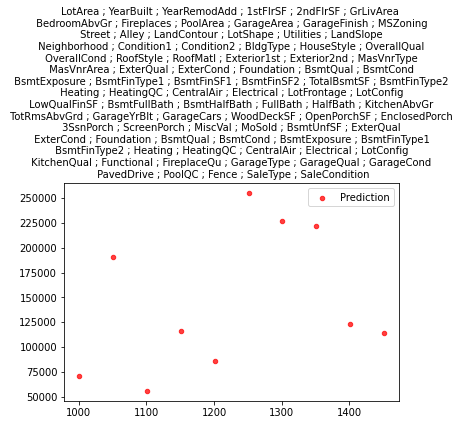 LotArea ; YearBuilt ; YearRemodAdd ; 1stFlrSF ; 2ndFlrSF ; GrLivArea
BedroomAbvGr ; Fireplaces ; PoolArea ; GarageArea ; GarageFinish ; MSZoning
Street ; Alley ; LandContour ; LotShape ; Utilities ; LandSlope
Neighborhood ; Condition1 ; Condition2 ; BldgType ; HouseStyle ; OverallQual
OverallCond ; RoofStyle ; RoofMatl ; Exterior1st ; Exterior2nd ; MasVnrType
MasVnrArea ; ExterQual ; ExterCond ; Foundation ; BsmtQual ; BsmtCond
BsmtExposure ; BsmtFinType1 ; BsmtFinSF1 ; BsmtFinSF2 ; TotalBsmtSF ; BsmtFinType2
Heating ; HeatingQC ; CentralAir ; Electrical ; LotFrontage ; LotConfig
LowQualFinSF ; BsmtFullBath ; BsmtHalfBath ; FullBath ; HalfBath ; KitchenAbvGr
TotRmsAbvGrd ; GarageYrBlt ; GarageCars ; WoodDeckSF ; OpenPorchSF ; EnclosedPorch
3SsnPorch ; ScreenPorch ; MiscVal ; MoSold ; BsmtUnfSF ; ExterQual
ExterCond ; Foundation ; BsmtQual ; BsmtCond ; BsmtExposure ; BsmtFinType1
BsmtFinType2 ; Heating ; HeatingQC ; CentralAir ; Electrical ; LotConfig
KitchenQual ; Functional ; FireplaceQu ; GarageType ; GarageQual ; GarageCond
PavedDrive ; PoolQC ; Fence ; SaleType ; SaleCondition
Prediction
250000
225000
200000
175000
150000
125000
100000
75000
50000
1000 1100 1200 1300 1400